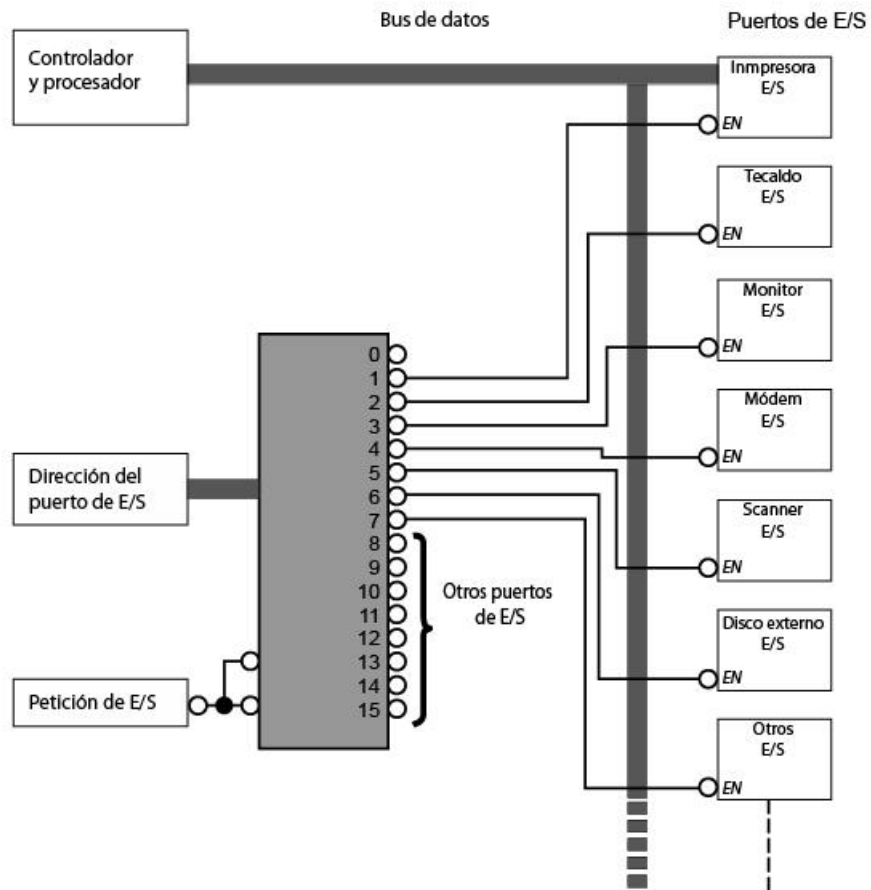 Bus de datos
Puertos de E/S
Controlador
y procesador
Inmpresora
E/S
EN
Tecaldo
E/S
EN
Monitor
E/S
EN
Módem
E/S
EN
Scanner
E/S
EN
Disco externo
E/S
EN
Otros
E/S
EN
0
1
2
3
4
5
6
7
8
9
10
11
12
13
14
15
Dirección del
puerto de E/S
Otros puertos
de E/S
Petición de E/S